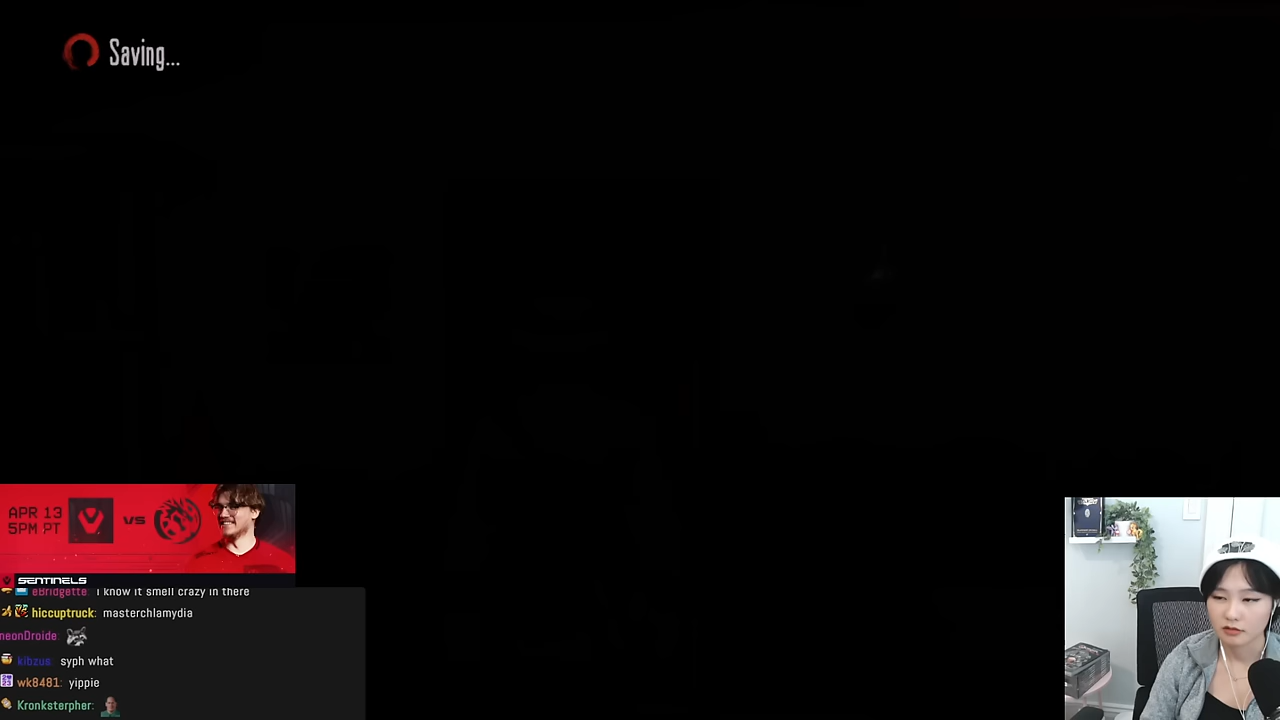 Saving...
APR 13
5PM PT
VS
SENTINELS
eBridgette: i know it smell crazy in there
hiccuptruck: masterchlamydia
neonDroide:
kibzus: syph what
wk8481: yippie
Kronksterpher: